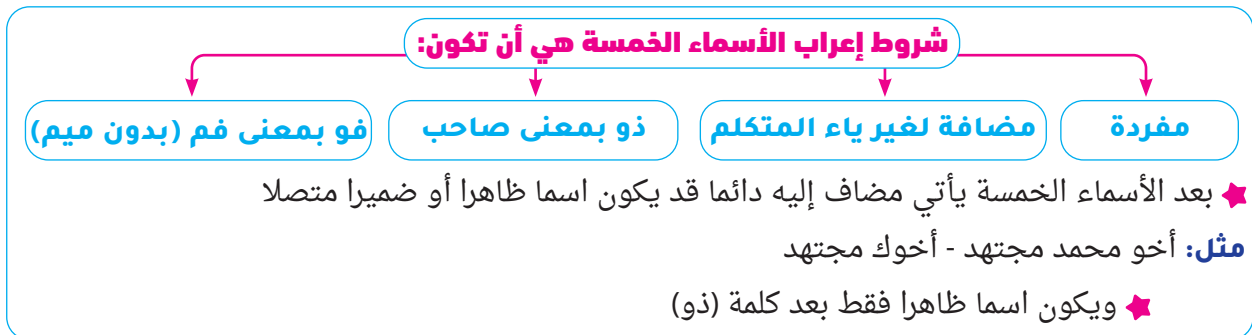 شروط إعراب الأسماء الخمسة هي أن تكون:
مفردة
مضافة لغير ياء المتكلم
ذو بمعنى صاحب
فو بمعنى فم (بدون ميم)
بعد الأسماء الخمسة يأتي مضاف إليه دائما قد يكون اسما ظاهرا أو ضميرا متصلا
مثل: أخو محمد مجتهد - أخوك مجتهد
ويكون اسما ظاهرا فقط بعد كلمة (ذو)